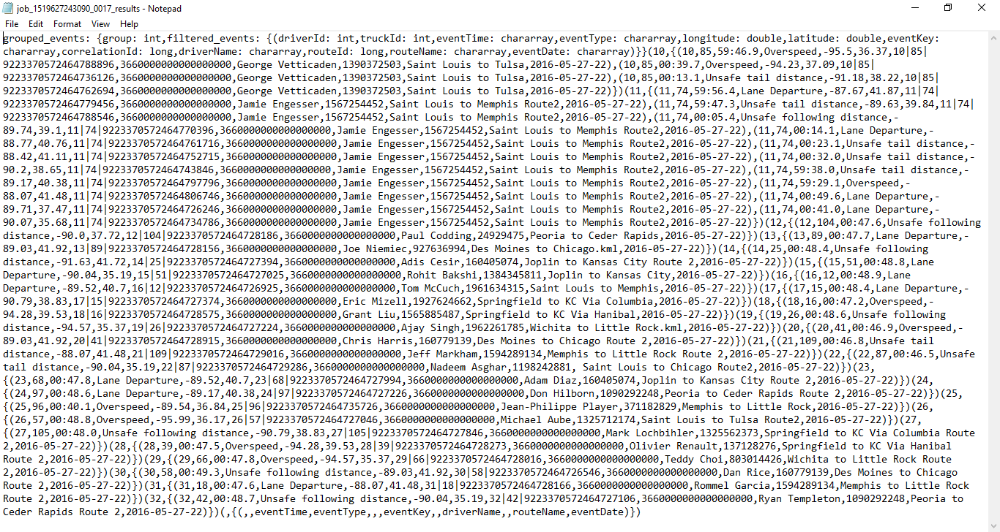 job_1519627243090_0017_results - Notepad
File Edit Format View Help
grouped_events: {group: int,filtered_events: {(driverId: int,truckId: int,eventTime: chararray,eventType: chararray,longitude: double,latitude: double,eventKey:
chararray,correlationId: long,driverName: chararray,routeId: long,routeName: chararray,eventDate: chararray)}}(10,{(10,85,59:46.9,Overspeed,-95.5,36.37,10|85|
9223370572464788896,3660000000000000000,George Vetticaden,1390372503,Saint Louis to Tulsa,2016-05-27-22),(10,85,00:39.7,Overspeed,-94.23,37.09,10|85|
9223370572464736126,3660000000000000000,George Vetticaden,1390372503,Saint Louis to Tulsa,2016-05-27-22),(10,85,00:13.1,Unsafe tail distance,-91.18,38.22,10|85|
9223370572464762694,3660000000000000000,George Vetticaden,1390372503,Saint Louis to Tulsa,2016-05-27-22)})(11,{(11,74,59:56.4,Lane Departure,-87.67,41.87,11|74|
9223370572464779456,3660000000000000000,Jamie Engesser,1567254452,Saint Louis to Memphis Route2,2016-05-27-22),(11,74,59:47.3,Unsafe tail distance,-89.63,39.84,11|74|
9223370572464788546,3660000000000000000,Jamie Engesser,1567254452,Saint Louis to Memphis Route2,2016-05-27-22),(11,74,00:05.4,Unsafe following distance,-
89.74,39.1,11|74|9223370572464770396,3660000000000000000,Jamie Engesser,1567254452,Saint Louis to Memphis Route2,2016-05-27-22),(11,74,00:14.1,Lane Departure,-
88.77,40.76,11|74|9223370572464761716,3660000000000000000,Jamie Engesser,1567254452,Saint Louis to Memphis Route2,2016-05-27-22),(11,74,00:23.1,Unsafe tail distance,-
88.42,41.11,11|74|9223370572464752715,3660000000000000000,Jamie Engesser,1567254452,Saint Louis to Memphis Route2,2016-05-27-22),(11,74,00:32.0,Unsafe tail distance,-
90.2,38.65,11|74|9223370572464743846,3660000000000000000,Jamie Engesser,1567254452,Saint Louis to Memphis Route2,2016-05-27-22),(11,74,59:38.0,Unsafe tail distance,-
89.17,40.38,11|74|9223370572464797796,3660000000000000000,Jamie Engesser,1567254452,Saint Louis to Memphis Route2,2016-05-27-22),(11,74,59:29.1,Overspeed,-
88.07,41.48,11|74|9223370572464806746,3660000000000000000,Jamie Engesser,1567254452,Saint Louis to Memphis Route2,2016-05-27-22),(11,74,00:49.6,Lane Departure,-
89.71,37.47,11|74|9223370572464726246,3660000000000000000,Jamie Engesser,1567254452,Saint Louis to Memphis Route2,2016-05-27-22),(11,74,00:41.0,Lane Departure,-
90.07,35.68,11|74|9223370572464734786,3660000000000000000,Jamie Engesser,1567254452,Saint Louis to Memphis Route2,2016-05-27-22)})(12,{(12,104,00:47.6,Unsafe following
distance,-90.0,37.72,12|104|9223370572464728186,3660000000000000000,Paul Codding,24929475,Peoria to Ceder Rapids,2016-05-27-22)})(13,{(13,89,00:47.7,Lane Departure,-
89.03,41.92,13|89|9223370572464728156,3660000000000000000,Joe Niemiec,927636994,Des Moines to Chicago.kml,2016-05-27-22)})(14,{(14,25,00:48.4,Unsafe following
distance,-91.63,41.72,14|25|9223370572464727394,3660000000000000000,Adis Cesir,160405074,Joplin to Kansas City Route 2,2016-05-27-22)})(15,{(15,51,00:48.8,Lane
Departure,-90.04,35.19,15|51|9223370572464727025,3660000000000000000,Rohit Bakshi,1384345811,Joplin to Kansas City,2016-05-27-22)})(16,{(16,12,00:48.9,Lane
Departure,-89.52,40.7,16|12|9223370572464726925,3660000000000000000,Tom McCuch,1961634315,Saint Louis to Memphis,2016-05-27-22)})(17,{(17,15,00:48.4,Lane Departure,-
90.79,38.83,17|15|9223370572464727374,3660000000000000000,Eric Mizell,1927624662,Springfield to KC Via Columbia,2016-05-27-22)})(18,{(18,16,00:47.2,Overspeed,-
94.28,39.53,18|16|9223370572464728575,3660000000000000000,Grant Liu,1565885487,Springfield to KC Via Hanibal,2016-05-27-22)})(19,{(19,26,00:48.6,Unsafe following
distance,-94.57,35.37,19|26|9223370572464727224,3660000000000000000,Ajay Singh,1962261785,Wichita to Little Rock.kml,2016-05-27-22)})(20,{(20,41,00:46.9,Overspeed,-
89.03,41.92,20|41|9223370572464728915,3660000000000000000,Chris Harris,160779139,Des Moines to Chicago Route 2,2016-05-27-22)})(21,{(21,109,00:46.8,Unsafe tail
distance,-88.07,41.48,21|109|9223370572464729016,3660000000000000000,Jeff Markham,1594289134,Memphis to Little Rock Route 2,2016-05-27-22)})(22,{(22,87,00:46.5,Unsafe
tail distance,-90.04,35.19,22|87|9223370572464729286,3660000000000000000,Nadeem Asghar,1198242881, Saint Louis to Chicago Route2,2016-05-27-22)})(23,
{(23,68,00:47.8,Lane Departure,-89.52,40.7,23|68|9223370572464727994,3660000000000000000,Adam Diaz,160405074,Joplin to Kansas City Route 2,2016-05-27-22)})(24,
{(24,97,00:48.6,Lane Departure,-89.17,40.38,24|97|9223370572464727226,3660000000000000000,Don Hilborn,1090292248,Peoria to Ceder Rapids Route 2,2016-05-27-22)})(25,
{(25,96,00:40.1,Overspeed,-89.54,36.84,25|96|9223370572464735726,3660000000000000000,Jean-Philippe Player,371182829,Memphis to Little Rock,2016-05-27-22)})(26,
{(26,57,00:48.8,Overspeed,-95.99,36.17,26|57|9223370572464727046,3660000000000000000,Michael Aube,1325712174,Saint Louis to Tulsa Route2,2016-05-27-22)})(27,
{(27,105,00:48.0,Unsafe following distance,-90.79,38.83,27|105|9223370572464727846,3660000000000000000,Mark Lochbihler,1325562373,Springfield to KC Via Columbia Route
2,2016-05-27-22)})(28,{(28,39,00:47.5,Overspeed,-94.28,39.53,28|39|9223370572464728273,3660000000000000000,Olivier Renault,137128276,Springfield to KC Via Hanibal
Route 2,2016-05-27-22)})(29,{(29,66,00:47.8,Overspeed,-94.57,35.37,29|66|9223370572464728016,3660000000000000000,Teddy Choi,803014426,Wichita to Little Rock Route
2,2016-05-27-22)})(30,{(30,58,00:49.3,Unsafe following distance,-89.03,41.92,30|58|9223370572464726546,3660000000000000000,Dan Rice,160779139,Des Moines to Chicago
Route 2,2016-05-27-22)})(31,{(31,18,00:47.6,Lane Departure,-88.07,41.48,31|18|9223370572464728166,3660000000000000000,Rommel Garcia,1594289134,Memphis to Little Rock
Route 2,2016-05-27-22)})(32,{(32,42,00:48.7,Unsafe following distance,-90.04,35.19,32|42|9223370572464727106,3660000000000000000,Ryan Templeton,1090292248,Peoria to
Ceder Rapids Route 2,2016-05-27-22)})(,{(,,eventTime,eventType,,,eventKey,,driverName,,routeName,eventDate)})